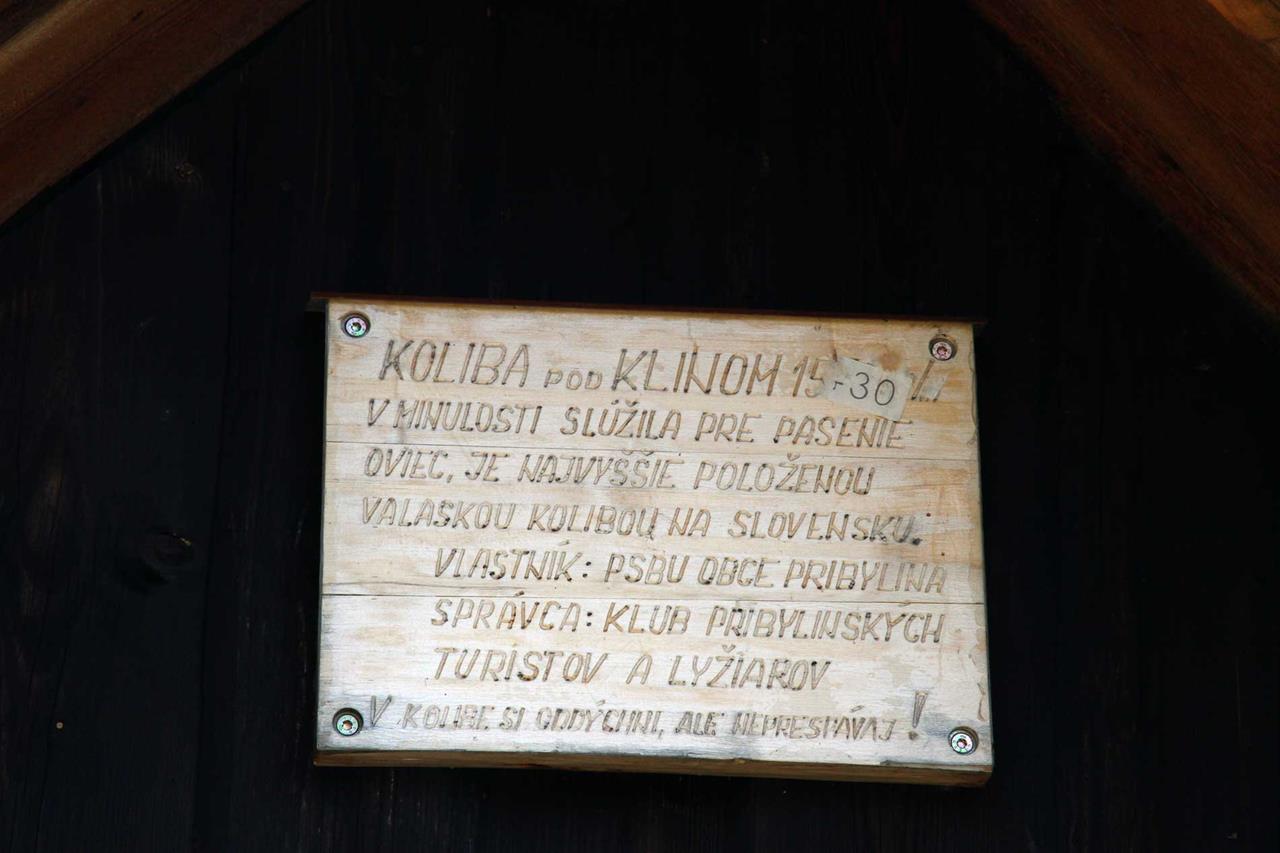 KOLIBA POD KLINOM 15-30
V MINULOSTI SLÚŽILA PRE PASENIE
OVIEC, JE NAJVYŠŠIE POLOŽENOU
VALASKOU KOLIBOU NA SLOVENSKU.
VLASTNÍK: PSBU OBCE PRIBYLINA
SPRÁVCA: KLUB PRIBYLINSKÝCH
TURISTOV A LYŽIAROV
V KOLIBE SI ODDÝCHNI, ALE NEPRESPÁVAJ!